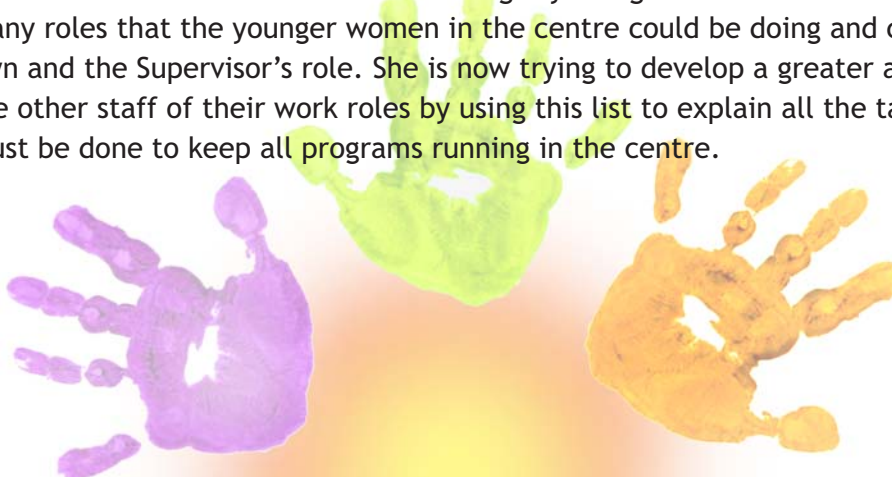 any roles that the younger women in the centre could be doing and
and the Supervisor's role. She is now trying to develop a greater
other staff of their work roles by using this list to explain all the
be done to keep all programs running in the centre.